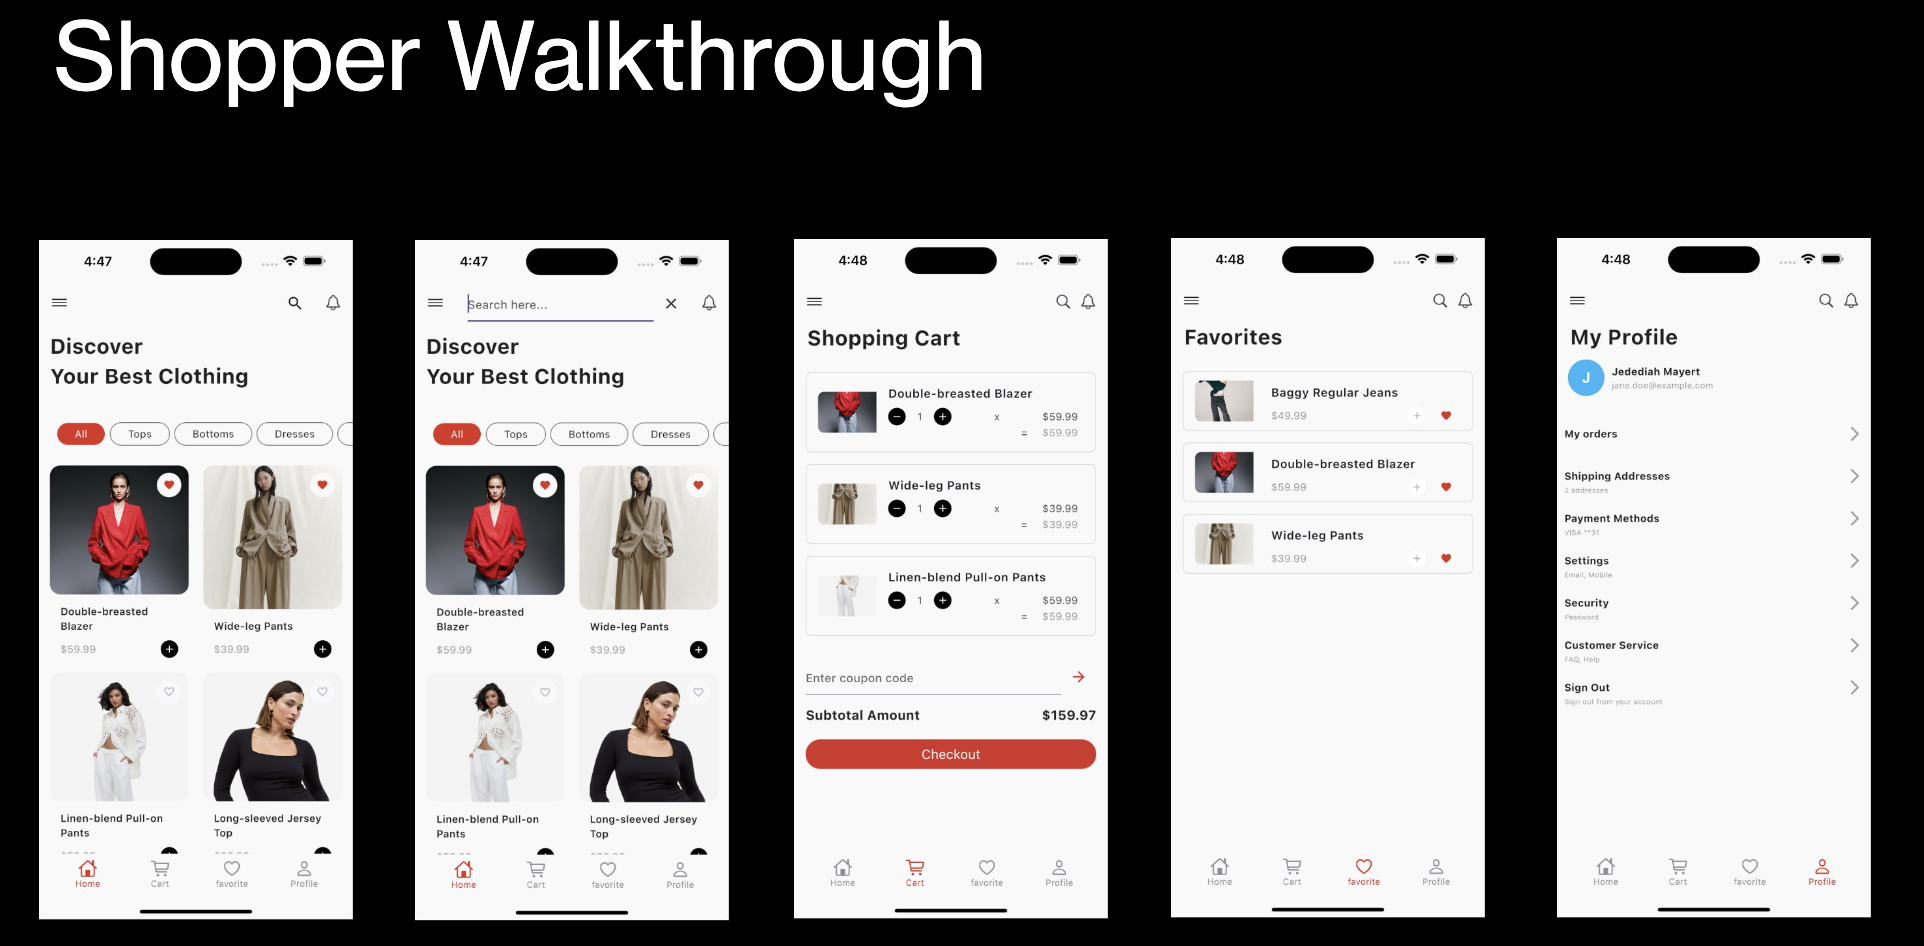 Shopper Walkthrough
4:47
Discover
Your Best Clothing
All Tops Bottoms Dresses
Double-breasted
Blazer
$59.99
Wide-leg Pants
$39.99
Linen-blend Pull-on
Pants
Long-sleeved Jersey
Top
Home Cart favorite Profile
4:47
Search here...
Discover
Your Best Clothing
All Tops Bottoms Dresses
Double-breasted
Blazer
$59.99
Wide-leg Pants
$39.99
Linen-blend Pull-on
Pants
Long-sleeved Jersey
Top
Home Cart favorite Profile
4:48
Shopping Cart
Double-breasted Blazer
− 1 + x $59.99
= $59.99
Wide-leg Pants
− 1 + x $39.99
= $39.99
Linen-blend Pull-on Pants
− 1 + x $59.99
= $59.99
Enter coupon code
Subtotal Amount $159.97
Checkout
Home Cart favorite Profile
4:48
Favorites
Baggy Regular Jeans
$49.99 +
Double-breasted Blazer
$59.99 +
Wide-leg Pants
$39.99 +
Home Cart favorite Profile
4:48
My Profile
J
Jedediah Mayert
jane.doe@example.com
My orders
Shipping Addresses
2 addresses
Payment Methods
VISA **31
Settings
Email, Mobile
Security
Password
Customer Service
FAQ, Help
Sign Out
Sign out from your account
Home Cart favorite Profile